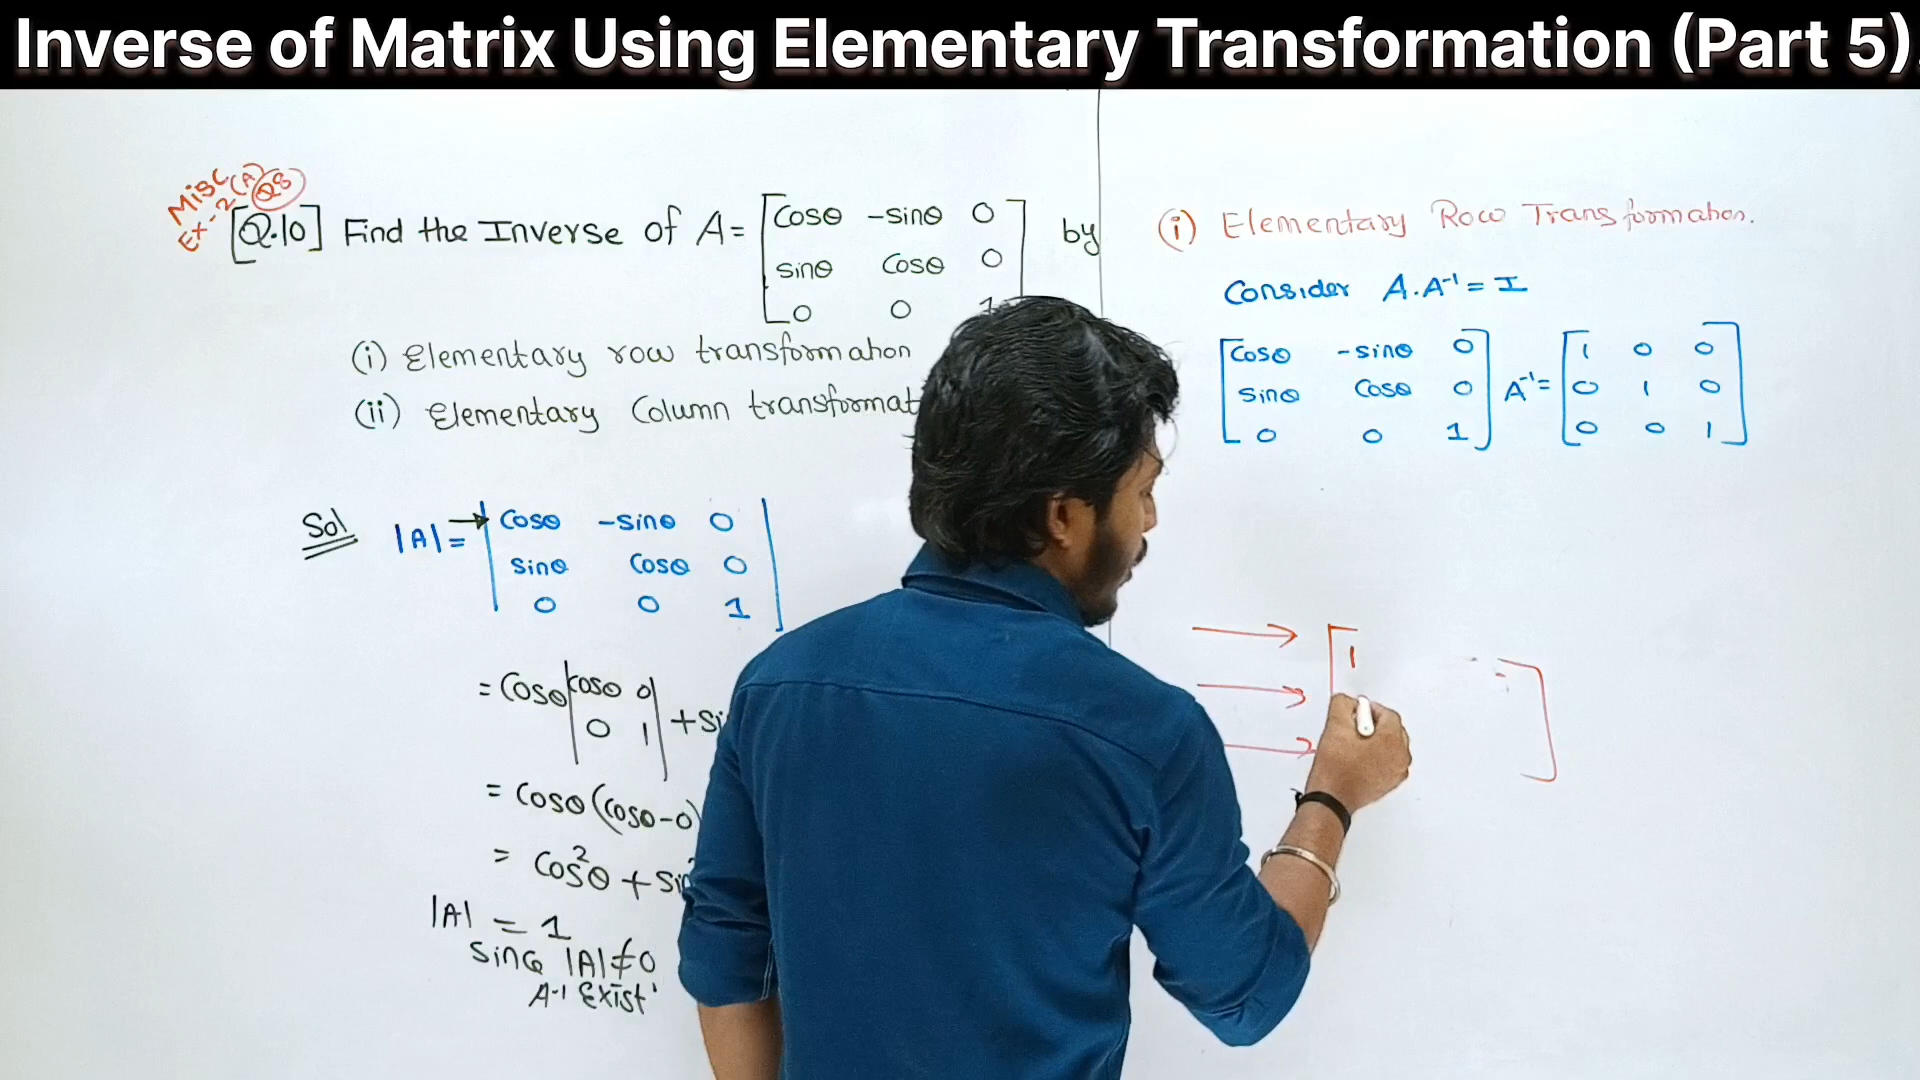 Inverse of Matrix Using Elementary Transformation (Part 5)
Misc
Ex-2(A) Q8
[Q.10] Find the Inverse of A = [cosθ -sinθ 0 by
sinθ cosθ 0
0 0 1
(i) Elementary row transformation
(ii) Elementary Column transformat
Sol |A| = cosθ -sinθ 0
sinθ cosθ 0
0 0 1
= cosθ |cosθ 0| + si
0 1
= cosθ (cosθ-0)
= cos²θ + sin²
|A| = 1
Since |A| ≠ 0
A-1 Exist'
(i) Elementary Row Transformation.
Consider A.A⁻¹ = I
[cosθ -sinθ 0] A⁻¹ = [1 0 0]
sinθ cosθ 0 0 1 0
0 0 1 0 0 1
1